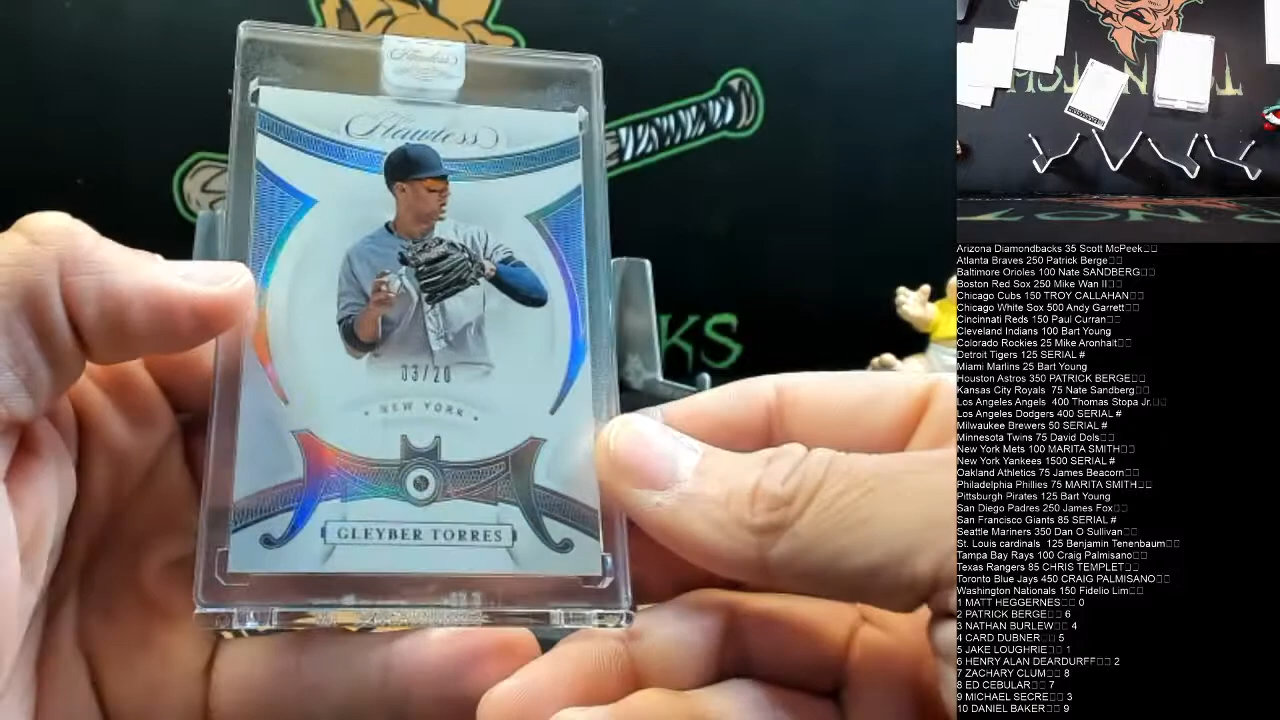 Flawless
Flawless
03/20
NEW YORK
GLEYBER TORRES
KS
Arizona Diamondbacks 35 Scott McPeek
Atlanta Braves 250 Patrick Berge
Baltimore Orioles 100 Nate SANDBERG
Boston Red Sox 250 Mike Wan II
Chicago Cubs 150 TROY CALLAHAN
Chicago White Sox 500 Andy Garrett
Cincinnati Reds 150 Paul Curran
Cleveland Indians 100 Bart Young
Colorado Rockies 25 Mike Aronhalt
Detroit Tigers 125 SERIAL #
Miami Marlins 25 Bart Young
Houston Astros 350 PATRICK BERGE
Kansas City Royals 75 Nate Sandberg
Los Angeles Angels 400 Thomas Stopa Jr.
Los Angeles Dodgers 400 SERIAL #
Milwaukee Brewers 50 SERIAL #
Minnesota Twins 75 David Dols
New York Mets 100 MARITA SMITH
New York Yankees 1500 SERIAL #
Oakland Athletics 75 James Beacorn
Philadelphia Phillies 75 MARITA SMITH
Pittsburgh Pirates 125 Bart Young
San Diego Padres 250 James Fox
San Francisco Giants 85 SERIAL #
Seattle Mariners 350 Dan O Sullivan
St. Louis cardinals 125 Benjamin Tenenbaum
Tampa Bay Rays 100 Craig Palmisano
Texas Rangers 85 CHRIS TEMPLET
Toronto Blue Jays 450 CRAIG PALMISANO
Washington Nationals 150 Fidelio Lim
1 MATT HEGGERNES 0
2 PATRICK BERGE 6
3 NATHAN BURLEW 4
4 CARD DUBNER 5
5 JAKE LOUGHRIE 1
6 HENRY ALAN DEARDURFF 2
7 ZACHARY CLUM 8
8 ED CEBULAR 7
9 MICHAEL SECRE 3
10 DANIEL BAKER 9